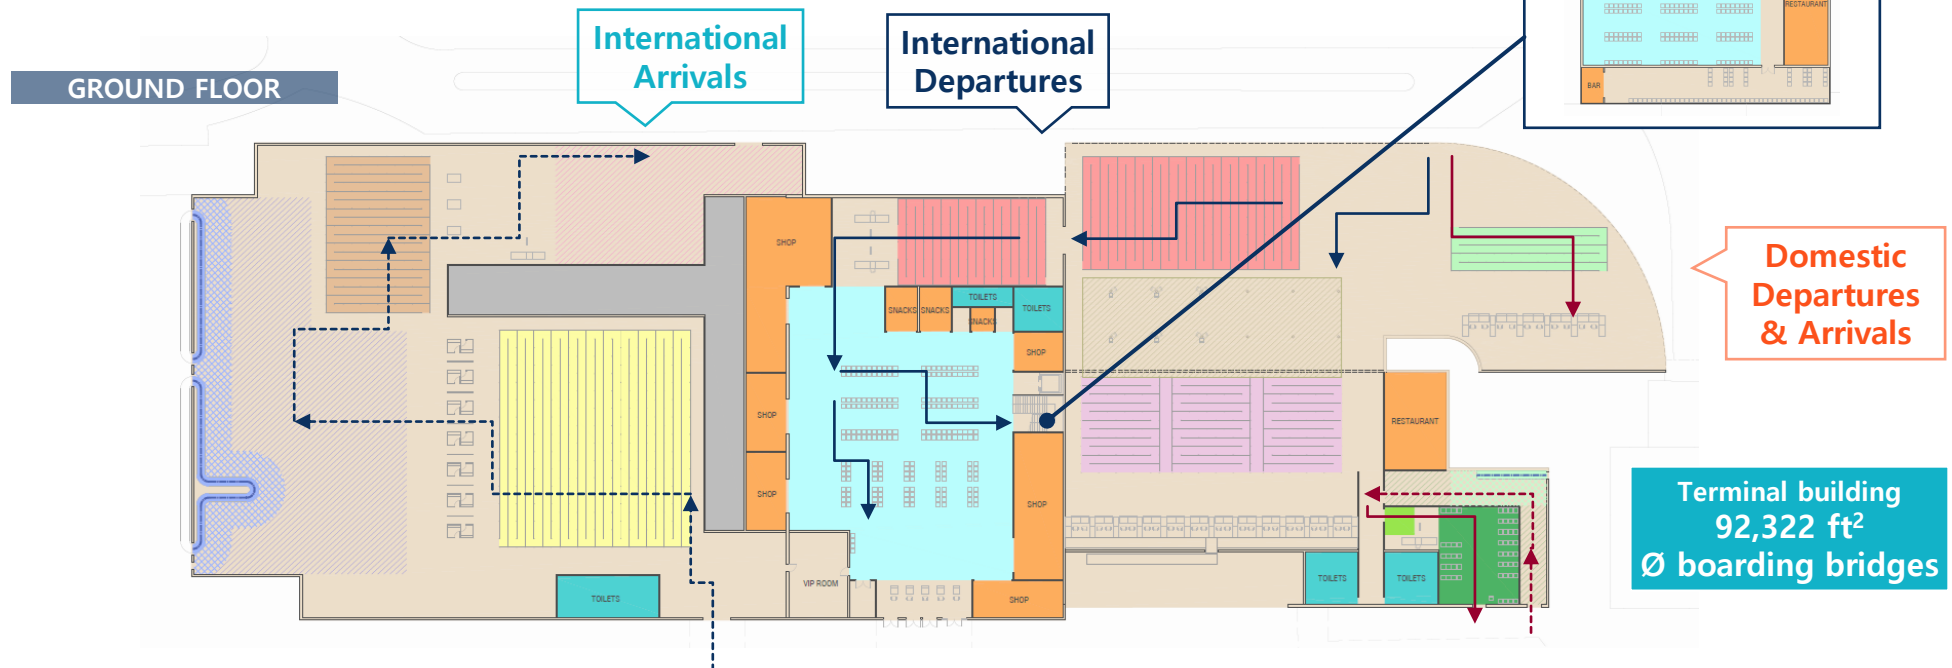 GROUND FLOOR
International
Arrivals
International
Departures
RESTAURANT
BAR
SHOP
SNACKS
SNACKS
TOILETS
SNACKS
TOILETS
SHOP
SHOP
SHOP
SHOP
SHOP
VIP ROOM
TOILETS
RESTAURANT
TOILETS
TOILETS
Domestic
Departures
& Arrivals
Terminal building
92,322 ft²
Ø boarding bridges